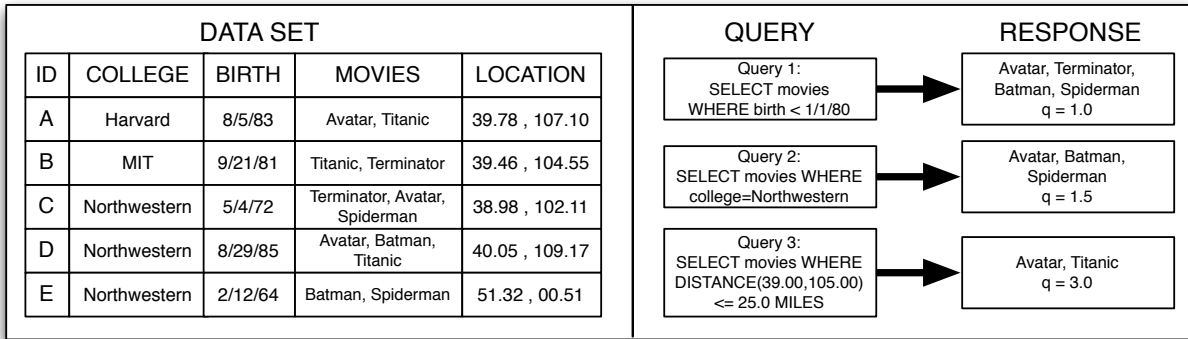 DATA SET
ID COLLEGE BIRTH MOVIES LOCATION
A Harvard 8/5/83 Avatar, Titanic 39.78 , 107.10
B MIT 9/21/81 Titanic, Terminator 39.46 , 104.55
C Northwestern 5/4/72 Terminator, Avatar, Spiderman 38.98 , 102.11
D Northwestern 8/29/85 Avatar, Batman, Titanic 40.05 , 109.17
E Northwestern 2/12/64 Batman, Spiderman 51.32 , 00.51
QUERY
RESPONSE
Query 1:
SELECT movies
WHERE birth < 1/1/80
Avatar, Terminator,
Batman, Spiderman
q = 1.0
Query 2:
SELECT movies WHERE
college=Northwestern
Avatar, Batman,
Spiderman
q = 1.5
Query 3:
SELECT movies WHERE
DISTANCE(39.00,105.00)
<= 25.0 MILES
Avatar, Titanic
q = 3.0